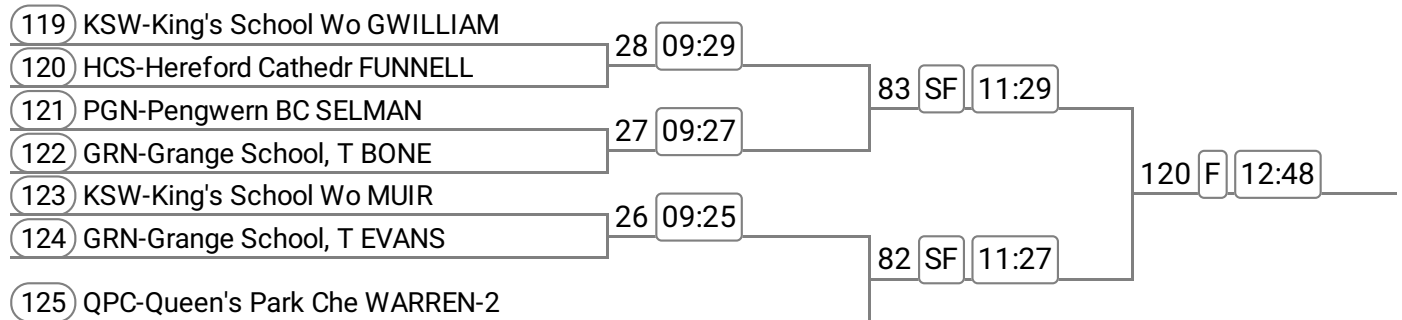 119 KSW-King's School Wo GWILLIAM
28 09:29
120 HCS-Hereford Cathedr FUNNELL
83 SF 11:29
121 PGN-Pengwern BC SELMAN
27 09:27
122 GRN-Grange School, T BONE
120 F 12:48
123 KSW-King's School Wo MUIR
26 09:25
124 GRN-Grange School, T EVANS
82 SF 11:27
125 QPC-Queen's Park Che WARREN-2